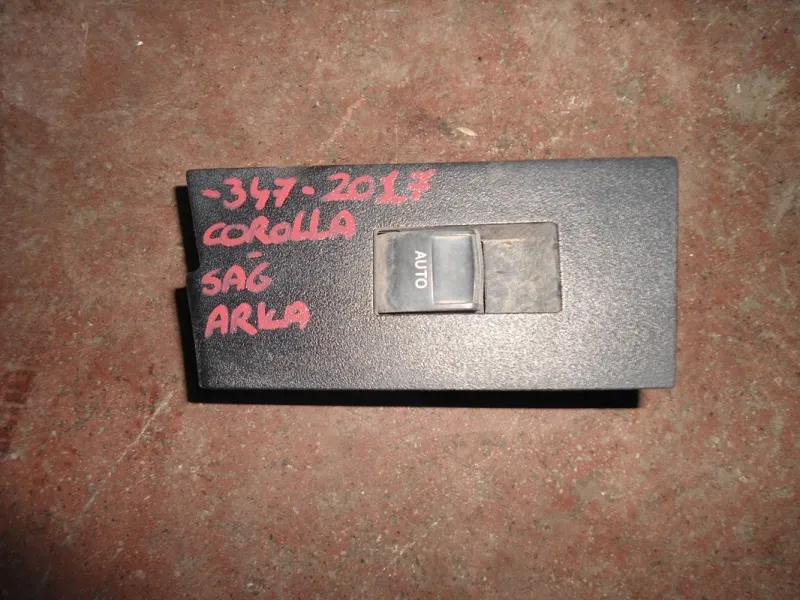 -347-2017
COROLLA
-
SAĞ
ARKA
AUTO